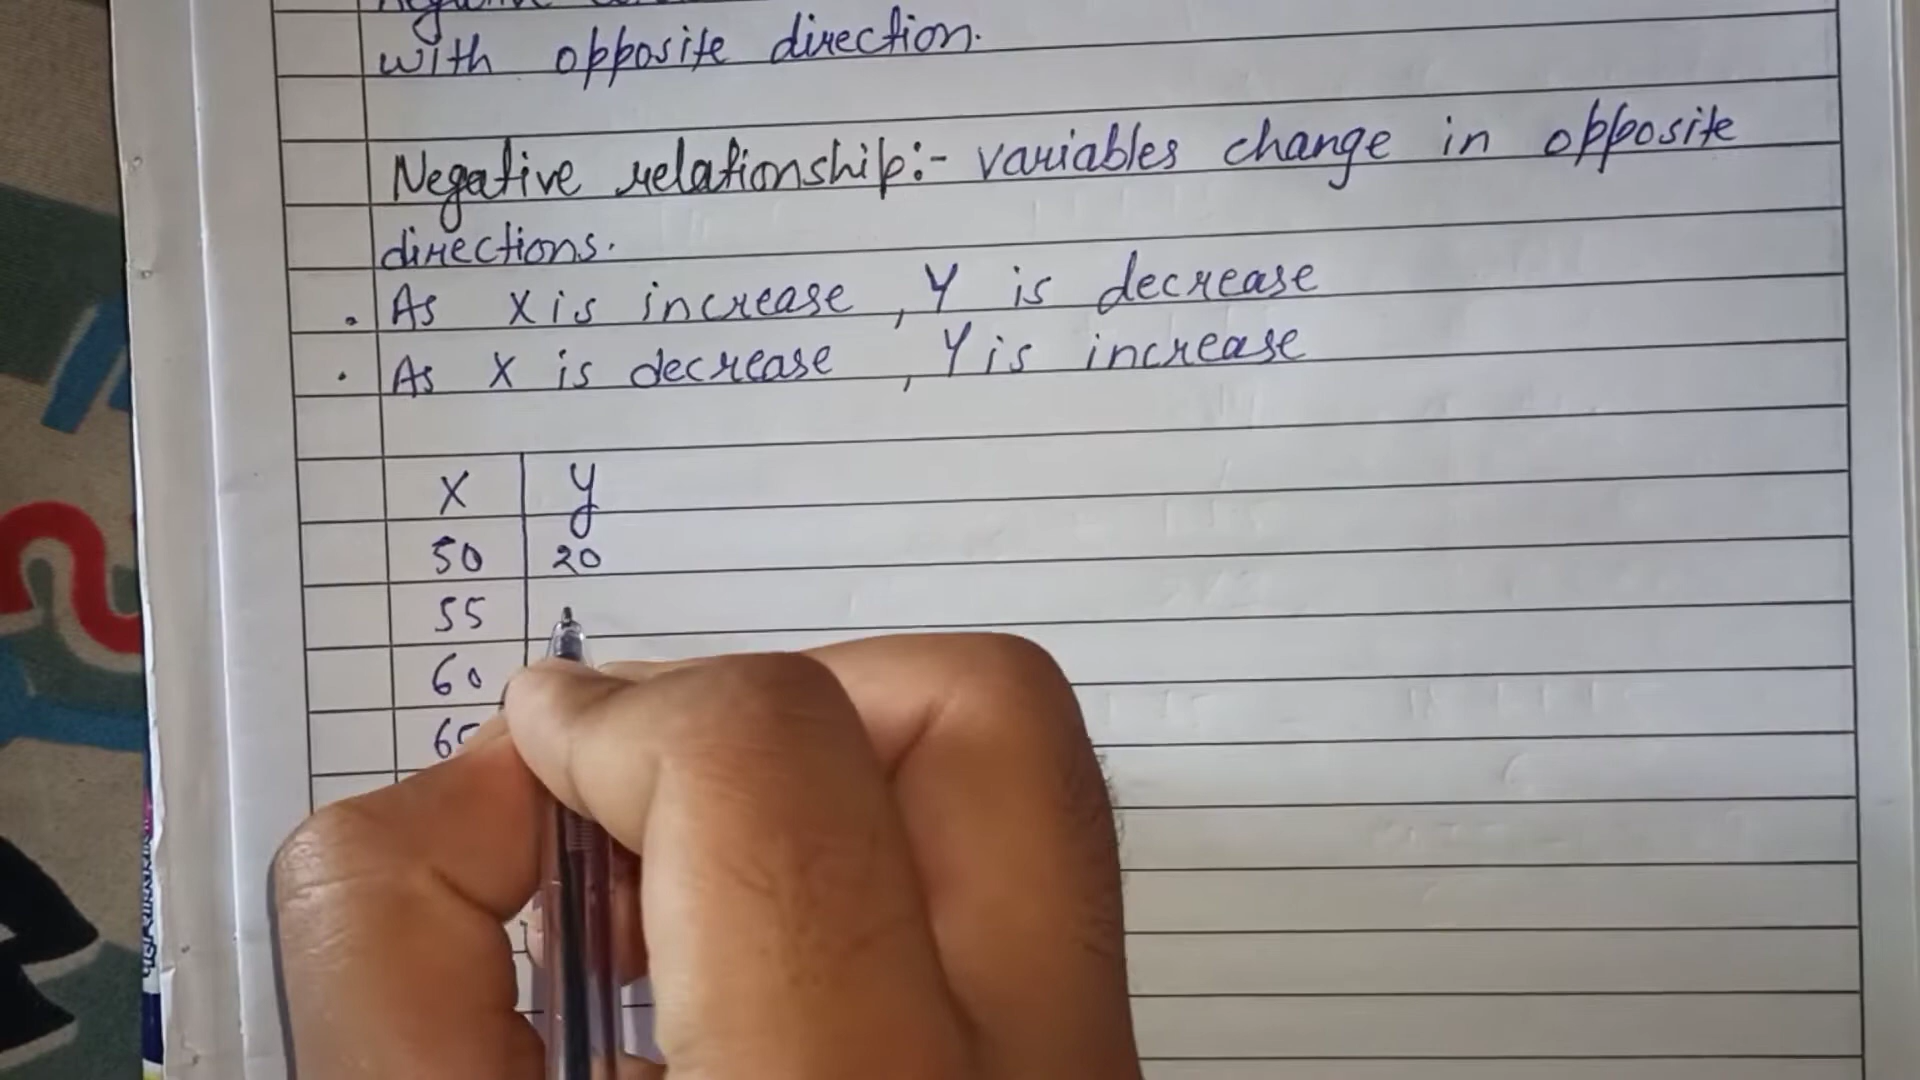 Negative
with opposite direction.
Negative relationship:- variables change in opposite
directions.
. As X is increase , Y is decrease
. As X is decrease , Y is increase
X y
50 20
55
60